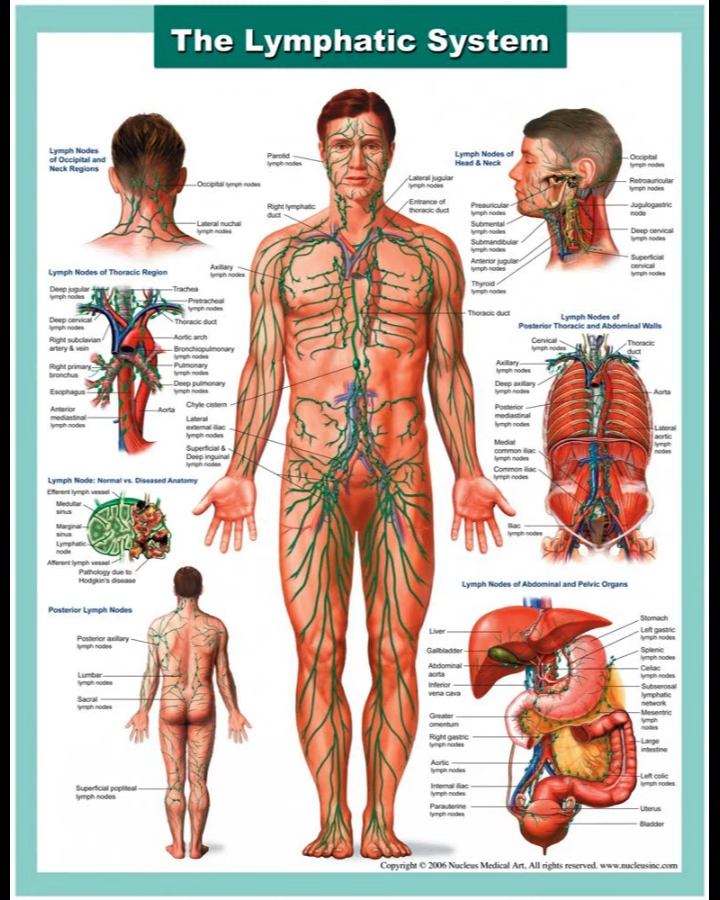 The Lymphatic System
Lymph Nodes
of Occipital and
Neck Regions
Occipital lymph nodes
Lateral nuchal
lymph nodes
Parotid
lymph nodes
Right lymphatic
duct
Axillary
lymph nodes
Lateral jugular
lymph nodes
Entrance of
thoracic duct
Thoracic duct
Chyle cistern
Lateral
external iliac
lymph nodes
Superficial &
Deep inguinal
lymph nodes
Lymph Nodes of
Head & Neck
Preauricular
lymph nodes
Submental
lymph nodes
Submandibular
lymph nodes
Anterior jugular
lymph nodes
Thyroid
lymph nodes
Occipital
lymph nodes
Retroauricular
lymph nodes
Jugulogastric
node
Deep cervical
lymph nodes
Superficial
cervical
lymph nodes
Lymph Nodes of Thoracic Region
Deep jugular
lymph nodes
Deep cervical
lymph nodes
Right subclavian
artery & vein
Right primary
bronchus
Esophagus
Anterior
mediastinal
lymph nodes
Trachea
Pretracheal
lymph nodes
Thoracic duct
Aortic arch
Bronchiopulmonary
lymph nodes
Pulmonary
lymph nodes
Deep pulmonary
lymph nodes
Aorta
Lymph Nodes of
Posterior Thoracic and Abdominal Walls
Cervical
lymph nodes
Axillary
lymph nodes
Deep axillary
lymph nodes
Posterior
mediastinal
lymph nodes
Medial
common iliac
lymph nodes
Common iliac
lymph nodes
Iliac
lymph nodes
Thoracic
duct
Aorta
Lateral
aortic
lymph
nodes
Lymph Node: Normal vs. Diseased Anatomy
Efferent lymph vessel
Medullar
sinus
Marginal
sinus
Lymphatic
node
Afferent lymph vessel
Pathology due to
Hodgkin's disease
Posterior Lymph Nodes
Posterior axillary
lymph nodes
Lumbar
lymph nodes
Sacral
lymph nodes
Superficial popliteal
lymph nodes
Lymph Nodes of Abdominal and Pelvic Organs
Liver
Gallbladder
Abdominal
aorta
Inferior
vena cava
Greater
omentum
Right gastric
lymph nodes
Aortic
lymph nodes
Internal iliac
lymph nodes
Parauterine
lymph nodes
Stomach
Left gastric
lymph nodes
Splenic
lymph nodes
Celiac
lymph nodes
Subserosal
lymphatic
network
Mesentric
lymph
nodes
Large
intestine
Left colic
lymph nodes
Uterus
Bladder
Copyright © 2006 Nucleus Medical Art, All rights reserved. www.nucleusinc.com